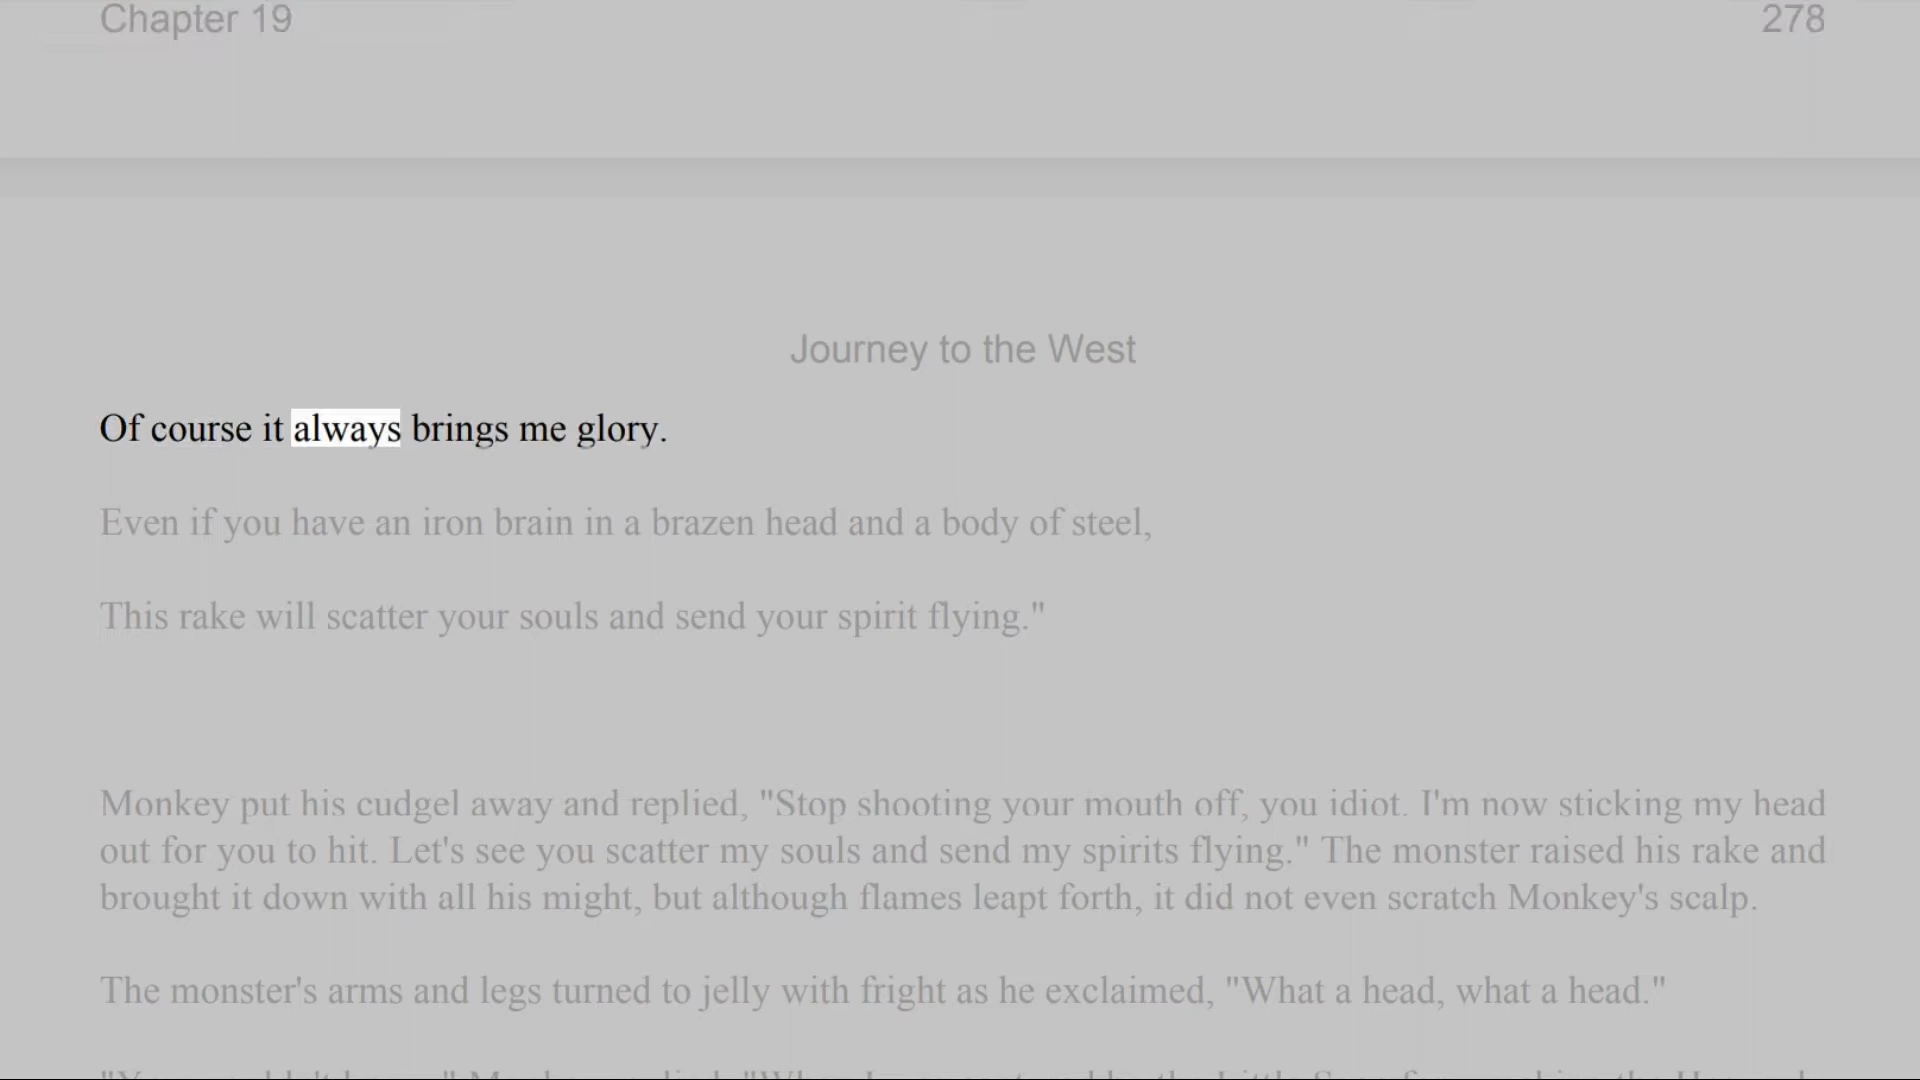 Chapter 19 278
Journey to the West
Of course it always brings me glory.
Even if you have an iron brain in a brazen head and a body of steel,
This rake will scatter your souls and send your spirit flying."
Monkey put his cudgel away and replied, "Stop shooting your mouth off, you idiot. I'm now sticking my head
out for you to hit. Let's see you scatter my souls and send my spirits flying." The monster raised his rake and
brought it down with all his might, but although flames leapt forth, it did not even scratch Monkey's scalp.
The monster's arms and legs turned to jelly with fright as he exclaimed, "What a head, what a head."